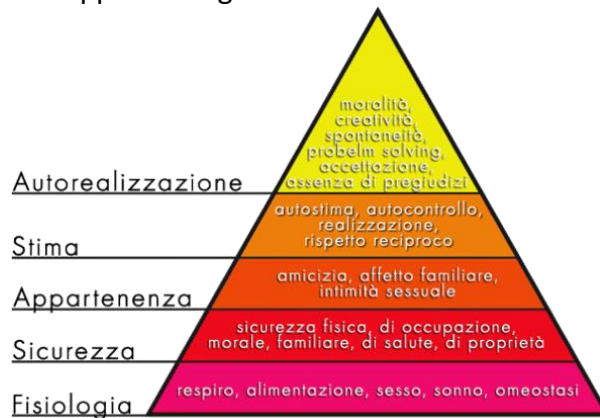 moralità,
creatività,
spontaneità,
probelm solving,
accettazione,
assenza di pregiudizi
Autorealizzazione
autostima, autocontrollo,
realizzazione,
rispetto reciproco
Stima
amicizia, affetto familiare,
intimità sessuale
Appartenenza
sicurezza fisica, di occupazione,
morale, familiare, di salute, di proprietà
Sicurezza
respiro, alimentazione, sesso, sonno, omeostasi
Fisiologia